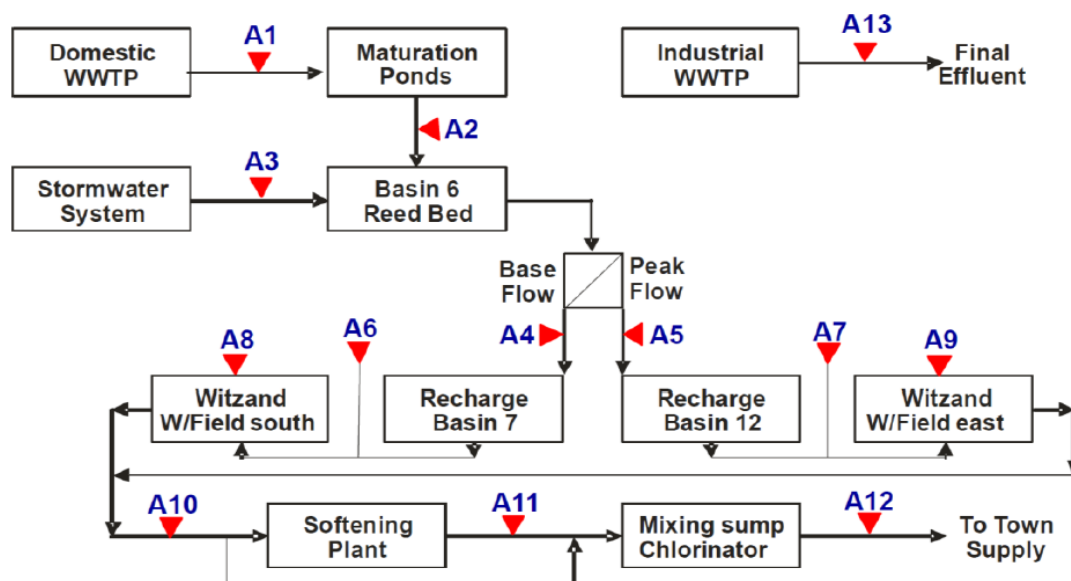 A1
A13
Domestic
WWTP
Maturation
Ponds
Industrial
WWTP
Final
Effluent
A2
A3
Stormwater
System
Basin 6
Reed Bed
Base
Flow
Peak
Flow
A4
A5
A8
A6
A7
A9
Witzand
W/Field south
Recharge
Basin 7
Recharge
Basin 12
Witzand
W/Field east
A10
A11
A12
Softening
Plant
Mixing sump
Chlorinator
To Town
Supply